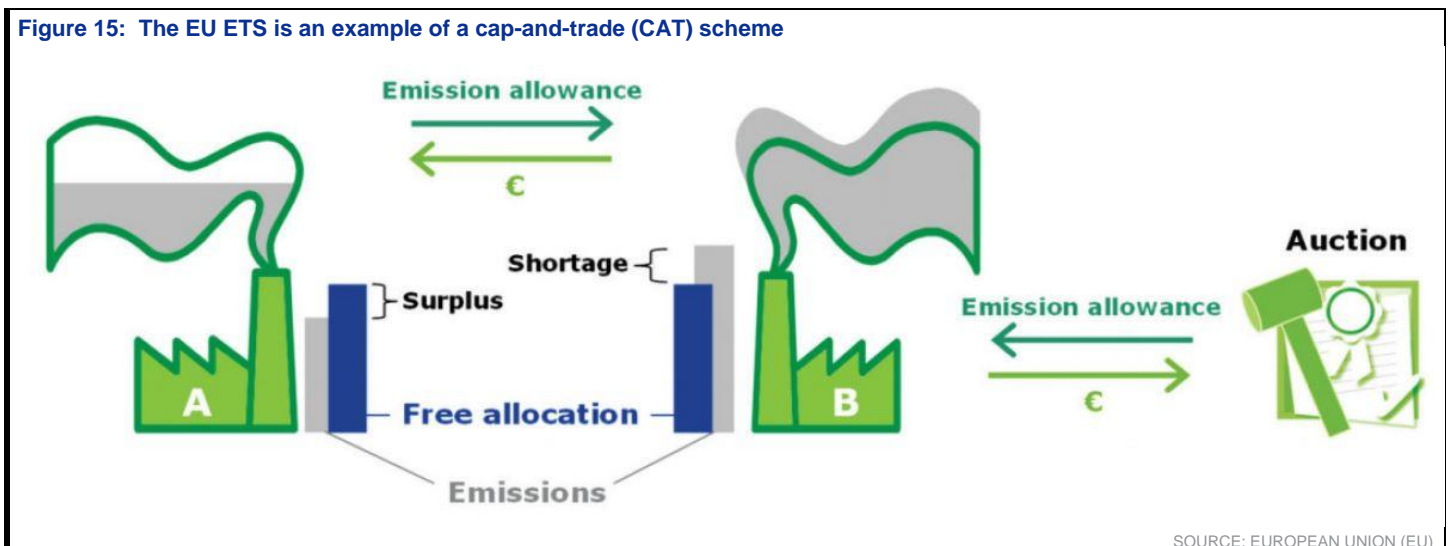 Figure 15: The EU ETS is an example of a cap-and-trade (CAT) scheme
Emission allowance
€
Shortage
Surplus
Auction
Emission allowance
€
A
Free allocation
B
Emissions
SOURCE: EUROPEAN UNION (EU)